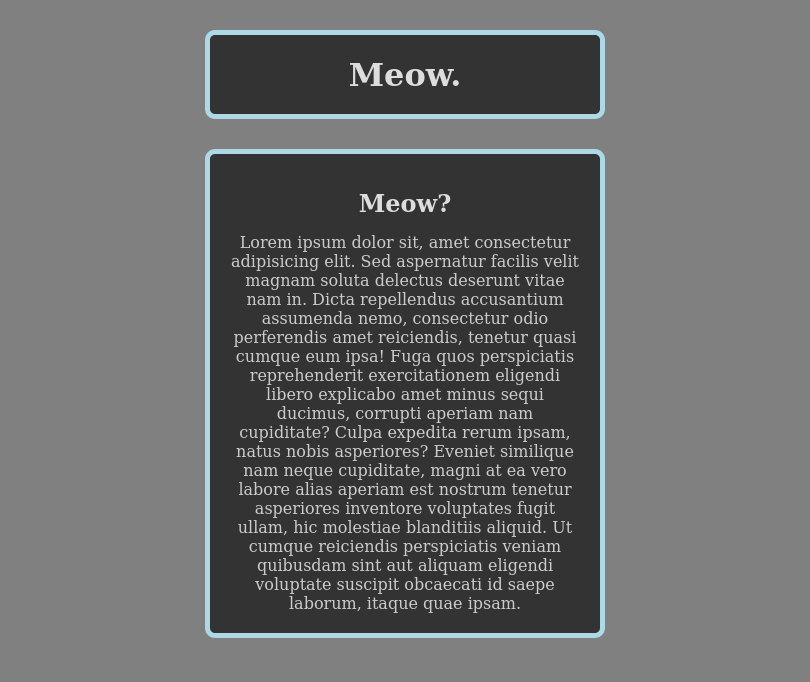 Meow.
Meow?
Lorem ipsum dolor sit, amet consectetur
adipisicing elit. Sed aspernatur facilis velit
magnam soluta delectus deserunt vitae
nam in. Dicta repellendus accusantium
assumenda nemo, consectetur odio
perferendis amet reiciendis, tenetur quasi
cumque eum ipsa! Fuga quos perspiciatis
reprehenderit exercitationem eligendi
libero explicabo amet minus sequi
ducimus, corrupti aperiam nam
cupiditate? Culpa expedita rerum ipsam,
natus nobis asperiores? Eveniet similique
nam neque cupiditate, magni at ea vero
labore alias aperiam est nostrum tenetur
asperiores inventore voluptates fugit
ullam, hic molestiae blanditiis aliquid. Ut
cumque reiciendis perspiciatis veniam
quibusdam sint aut aliquam eligendi
voluptate suscipit obcaecati id saepe
laborum, itaque quae ipsam.